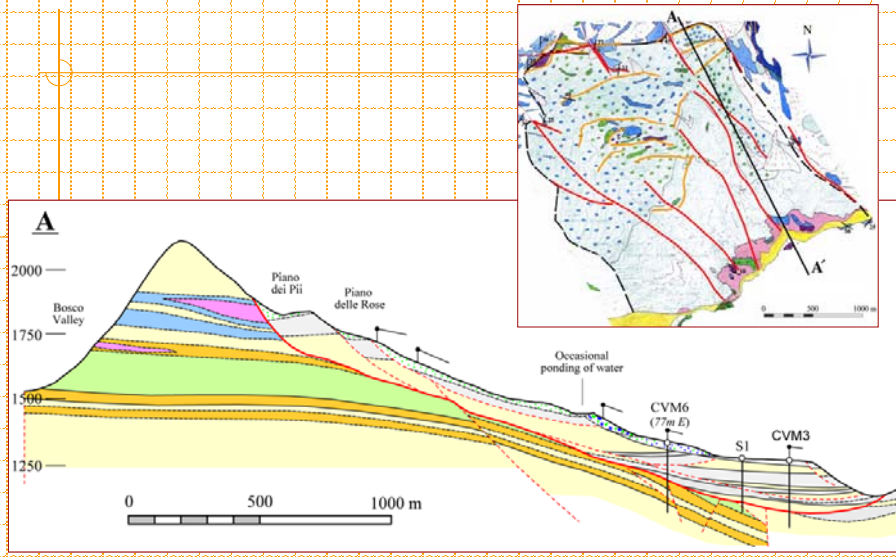 A
N
A'
0 500 1000 m
A
2000
1750
1500
1250
Bosco
Valley
Piano
dei Pii
Piano
delle Rose
Occasional
ponding of water
CVM6
(77m E)
S1
CVM3
0 500 1000 m